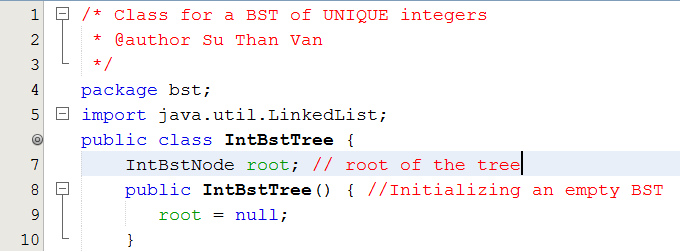 1 /* Class for a BST of UNIQUE integers
2 * @author Su Than Van
3 */
4 package bst;
5 import java.util.LinkedList;
public class IntBstTree {
7 IntBstNode root; // root of the tree
8 public IntBstTree() { //Initializing an empty BST
9 root = null;
10 }